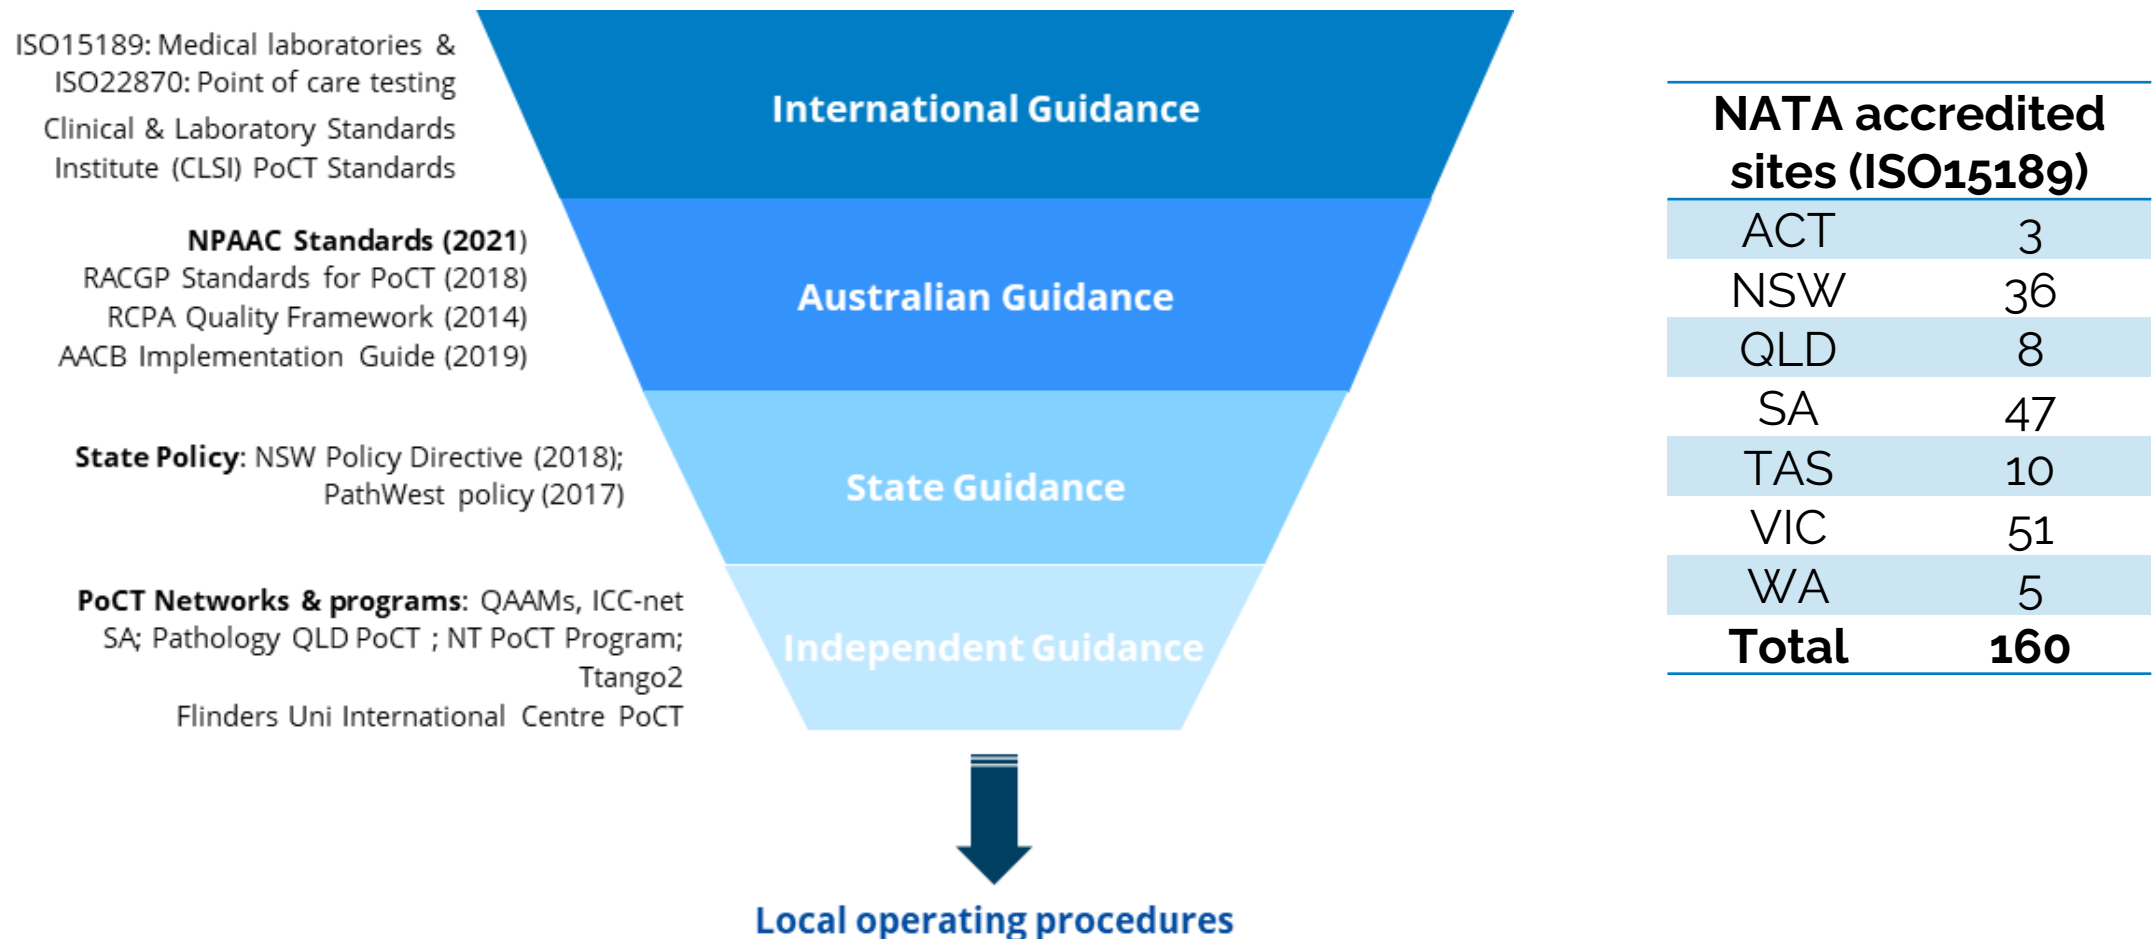 ISO15189: Medical laboratories &
ISO22870: Point of care testing
Clinical & Laboratory Standards
Institute (CLSI) PoCT Standards
International Guidance
NPAAC Standards (2021)
RACGP Standards for PoCT (2018)
RCPA Quality Framework (2014)
AACB Implementation Guide (2019)
Australian Guidance
State Policy: NSW Policy Directive (2018);
PathWest policy (2017)
State Guidance
PoCT Networks & programs: QAAMs, ICC-net
SA; Pathology QLD PoCT ; NT PoCT Program;
Ttango2
Flinders Uni International Centre PoCT
Independent Guidance
Local operating procedures
NATA accredited
sites (ISO15189)
ACT 3
NSW 36
QLD 8
SA 47
TAS 10
VIC 51
WA 5
Total 160